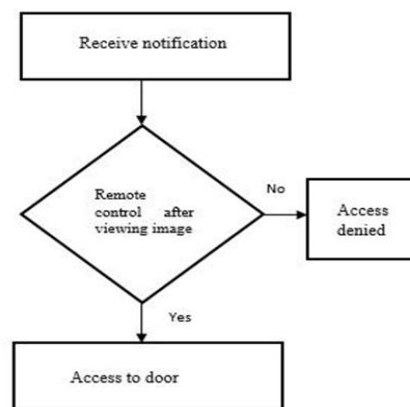 Receive notification
Remote
control after
viewing image
No
Access
denied
Yes
Access to door